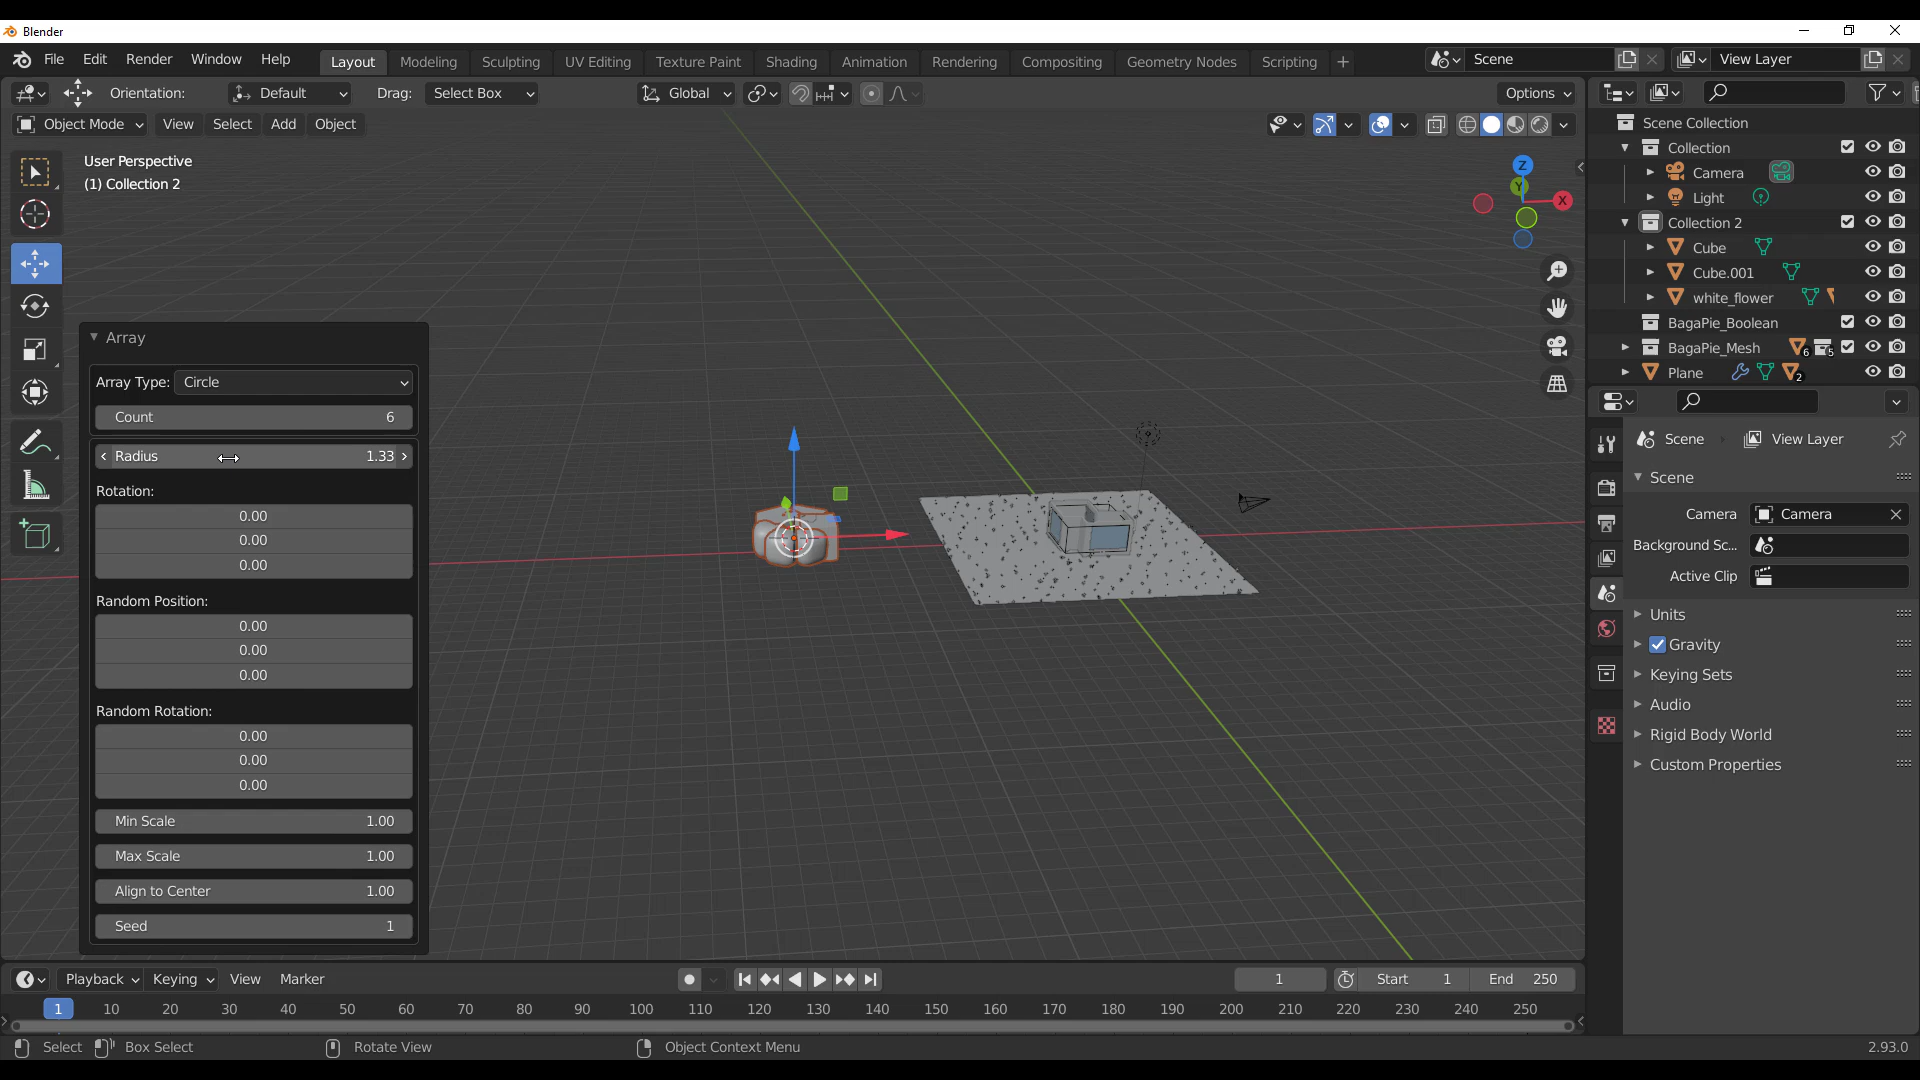 Blender
File Edit Render Window Help Layout Modeling Sculpting UV Editing Texture Paint Shading Animation Rendering Compositing Geometry Nodes Scripting + Scene View Layer
Orientation: Default Drag: Select Box Global Options
Object Mode View Select Add Object
User Perspective
(1) Collection 2
Z
Y
X
Array
Array Type: Circle
Count 6
Radius 1.33
Rotation:
0.00
0.00
0.00
Random Position:
0.00
0.00
0.00
Random Rotation:
0.00
0.00
0.00
Min Scale 1.00
Max Scale 1.00
Align to Center 1.00
Seed 1
Scene Collection
Collection
Camera
Light
Collection 2
Cube
Cube.001
white_flower
BagaPie_Boolean
BagaPie_Mesh 6 5
Plane 2
Scene View Layer
Scene
Camera Camera
Background Sc...
Active Clip
Units
Gravity
Keying Sets
Audio
Rigid Body World
Custom Properties
Playback Keying View Marker 1 Start 1 End 250
1 10 20 30 40 50 60 70 80 90 100 110 120 130 140 150 160 170 180 190 200 210 220 230 240 250
Select Box Select Rotate View Object Context Menu 2.93.0